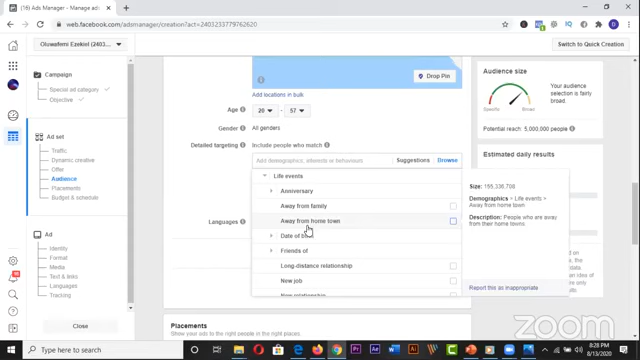 (16) Ads Manager - Manage ads
web.facebook.com/adsmanager/creation?act=2403233779762620
Oluwafemi Ezekiel (2403...
Switch to Quick Creation
Campaign
Special ad category
Objective
Ad set
Traffic
Dynamic creative
Offer
Audience
Placements
Budget & schedule
Ad
Identity
Format
Media
Text & links
Languages
Tracking
Close
Drop Pin
Add locations in bulk
Age
20 - 57
Gender
All genders
Detailed targeting
Include people who match
Add demographics, interests or behaviours
Suggestions
Browse
Life events
Anniversary
Away from family
Away from home town
Languages
Date of
Friends of
Long-distance relationship
New job
New relationship
Size:
Demographics > Life events > Away from home town
Description: People who are away from their home towns.
Report this as inappropriate
Placements
Show your ads to the right people in the right places.
Audience size
Your audience selection is fairly broad.
Specific
Broad
Potential reach: 5,000,000 people
Estimated daily results
zoom
Type here to search
8:28 PM
8/13/2020